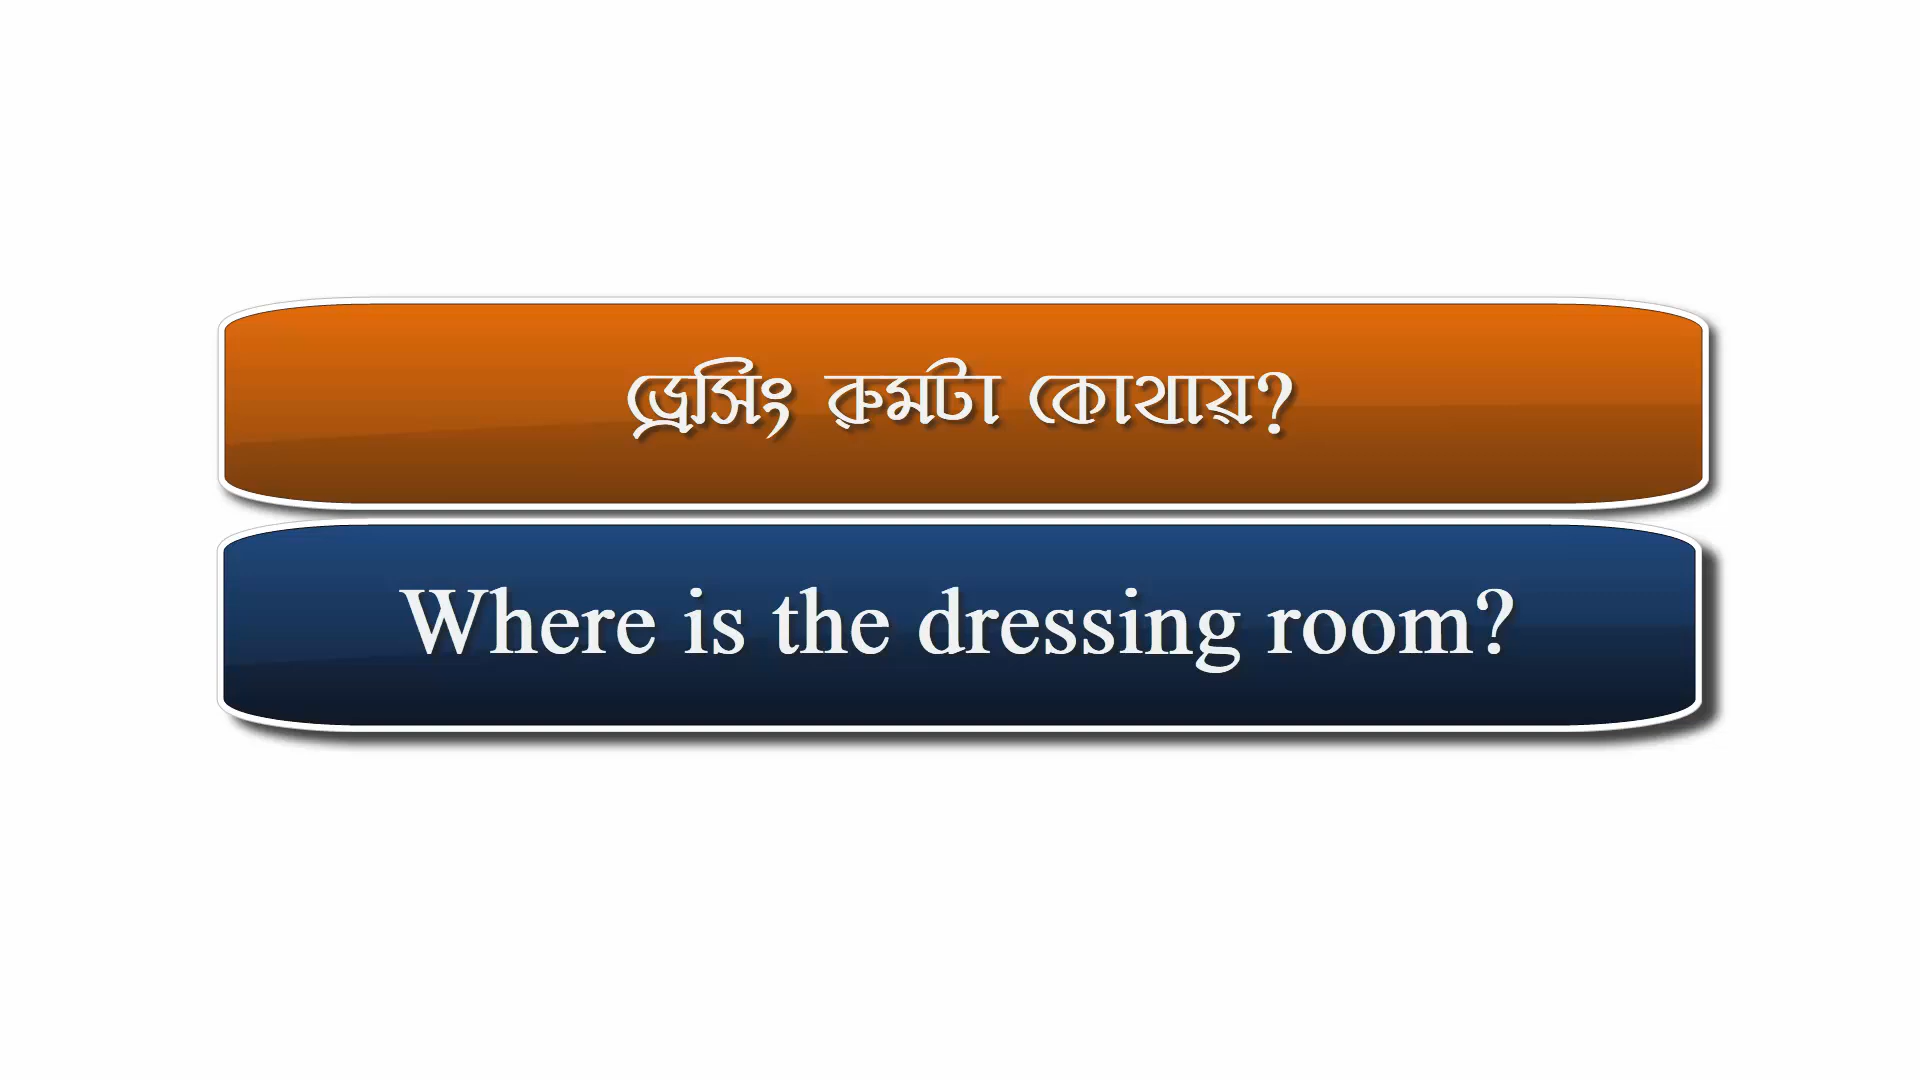 ড্রেসিং রুমটা কোথায়?
Where is the dressing room?